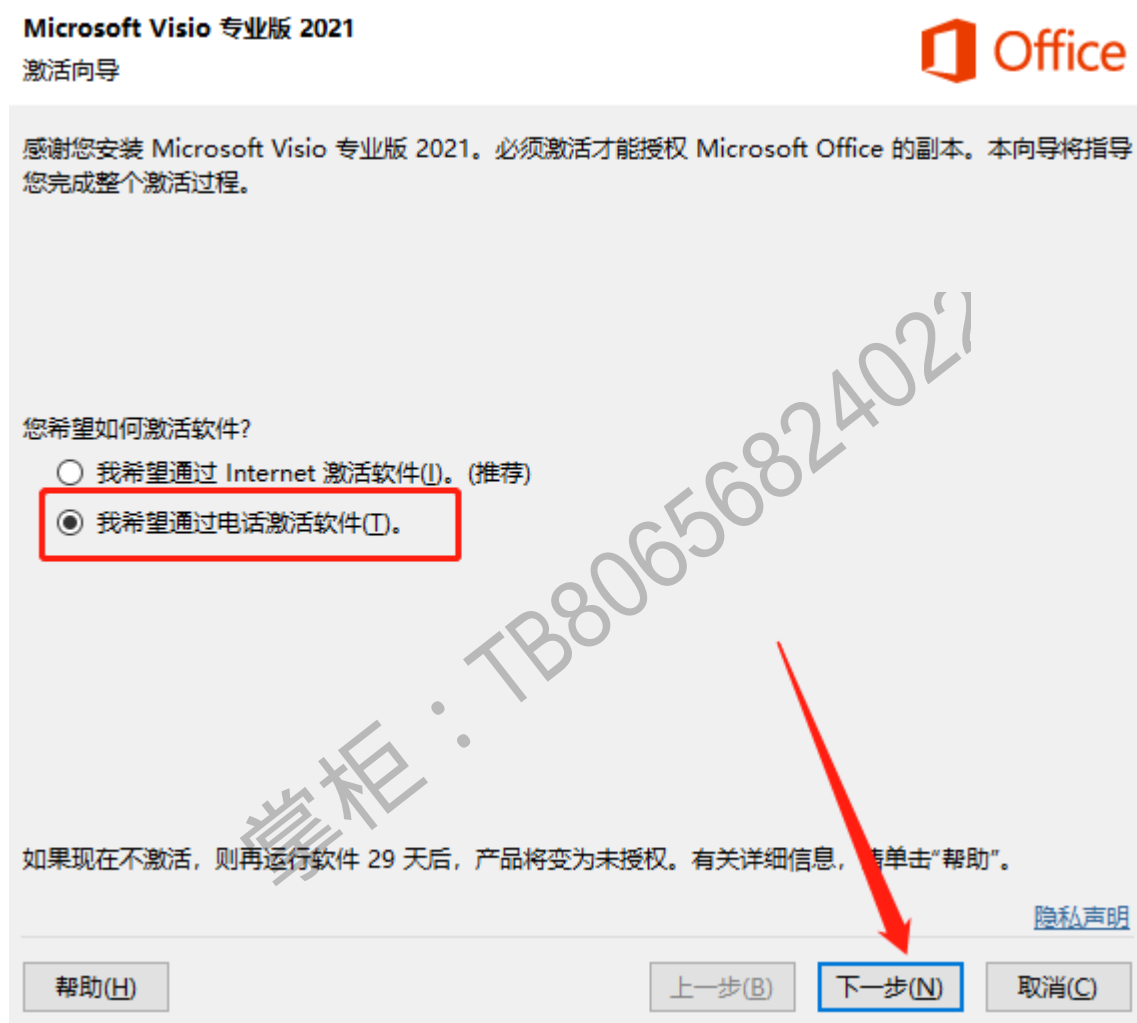 Microsoft Visio 专业版 2021
激活向导
Office
感谢您安装 Microsoft Visio 专业版 2021。必须激活才能授权 Microsoft Office 的副本。本向导将指导
您完成整个激活过程。
您希望如何激活软件?
我希望通过 Internet 激活软件(I)。(推荐)
我希望通过电话激活软件(T)。
掌柜：TB8065682402
如果现在不激活，则再运行软件 29 天后，产品将变为未授权。有关详细信息，请单击"帮助"。
隐私声明
帮助(H)
上一步(B)
下一步(N)
取消(C)